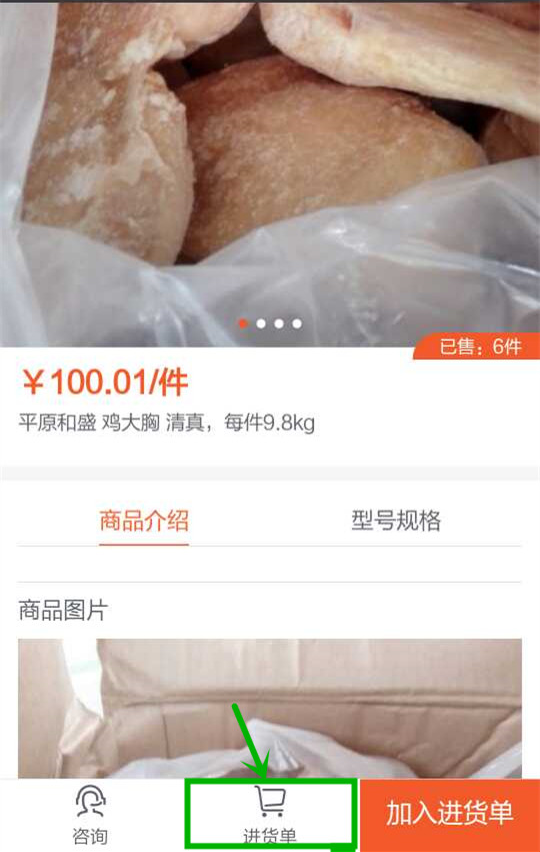 已售：6件
￥100.01/件
平原和盛 鸡大胸 清真，每件9.8kg
商品介绍
型号规格
商品图片
咨询
进货单
加入进货单